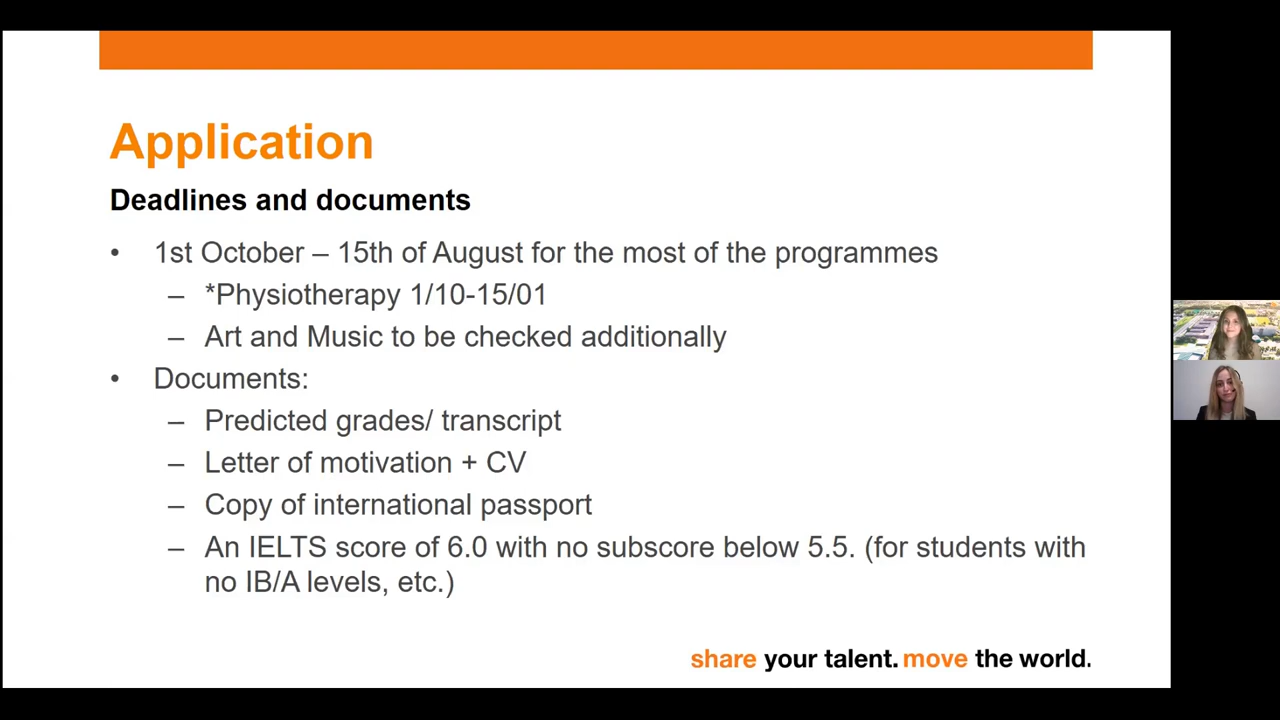 Application
Deadlines and documents
• 1st October – 15th of August for the most of the programmes
– *Physiotherapy 1/10-15/01
– Art and Music to be checked additionally
• Documents:
– Predicted grades/ transcript
– Letter of motivation + CV
– Copy of international passport
– An IELTS score of 6.0 with no subscore below 5.5. (for students with
no IB/A levels, etc.)
share your talent. move the world.